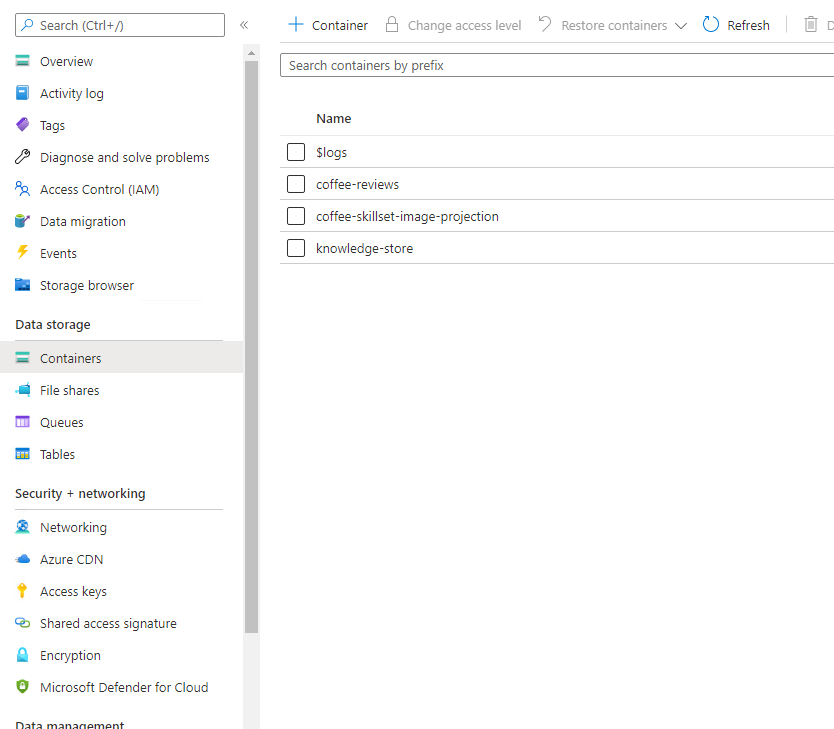 Search (Ctrl+/)
«
Overview
Activity log
Tags
Diagnose and solve problems
Access Control (IAM)
Data migration
Events
Storage browser
Data storage
Containers
File shares
Queues
Tables
Security + networking
Networking
Azure CDN
Access keys
Shared access signature
Encryption
Microsoft Defender for Cloud
Data management
+ Container Change access level Restore containers Refresh D
Search containers by prefix
Name
$logs
coffee-reviews
coffee-skillset-image-projection
knowledge-store